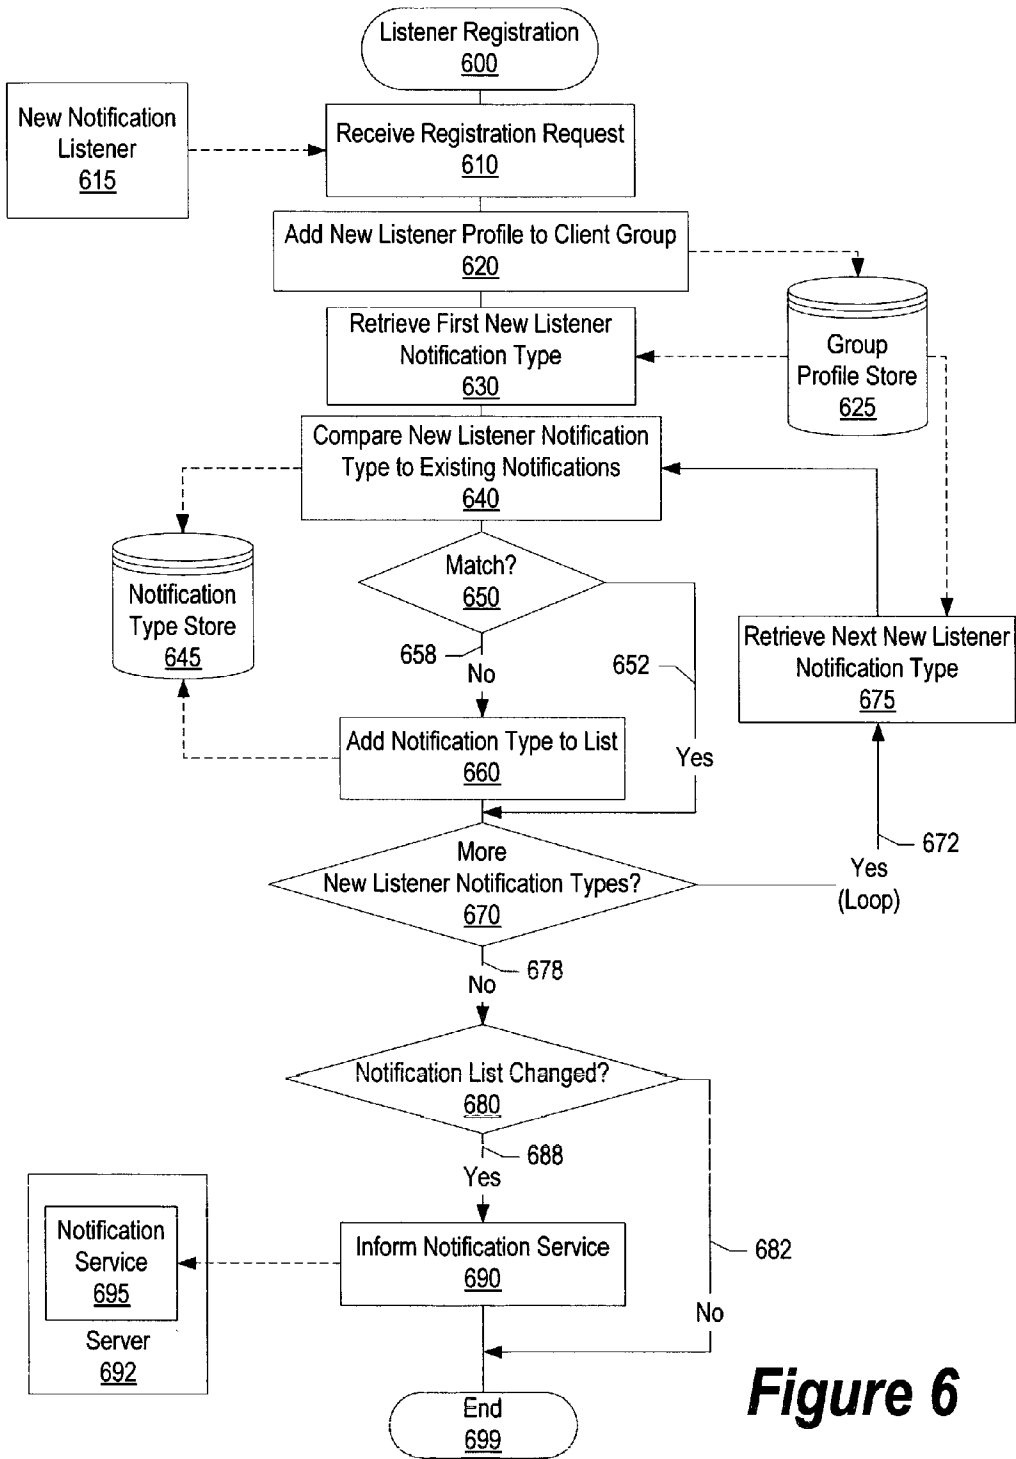 Listener Registration
600
New Notification
Listener
615
Receive Registration Request
610
Add New Listener Profile to Client Group
620
Retrieve First New Listener
Notification Type
630
Group
Profile Store
625
Compare New Listener Notification
Type to Existing Notifications
640
Match?
650
Notification
Type Store
645
658
No
652
Yes
Retrieve Next New Listener
Notification Type
675
Add Notification Type to List
660
672
Yes
(Loop)
More
New Listener Notification Types?
670
678
No
Notification List Changed?
680
688
Yes
682
No
Notification
Service
695
Server
692
Inform Notification Service
690
End
699
Figure 6